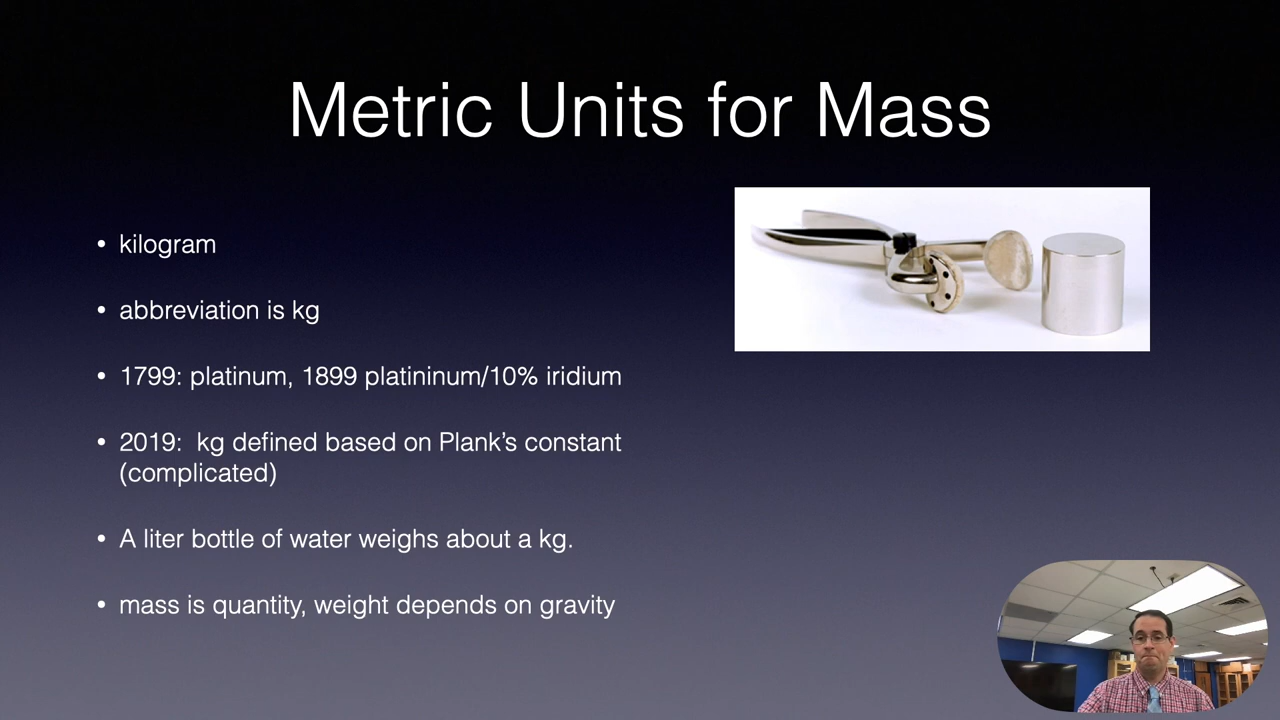 Metric Units for Mass
• kilogram
• abbreviation is kg
• 1799: platinum, 1899 platininum/10% iridium
• 2019:  kg defined based on Plank's constant
(complicated)
• A liter bottle of water weighs about a kg.
• mass is quantity, weight depends on gravity